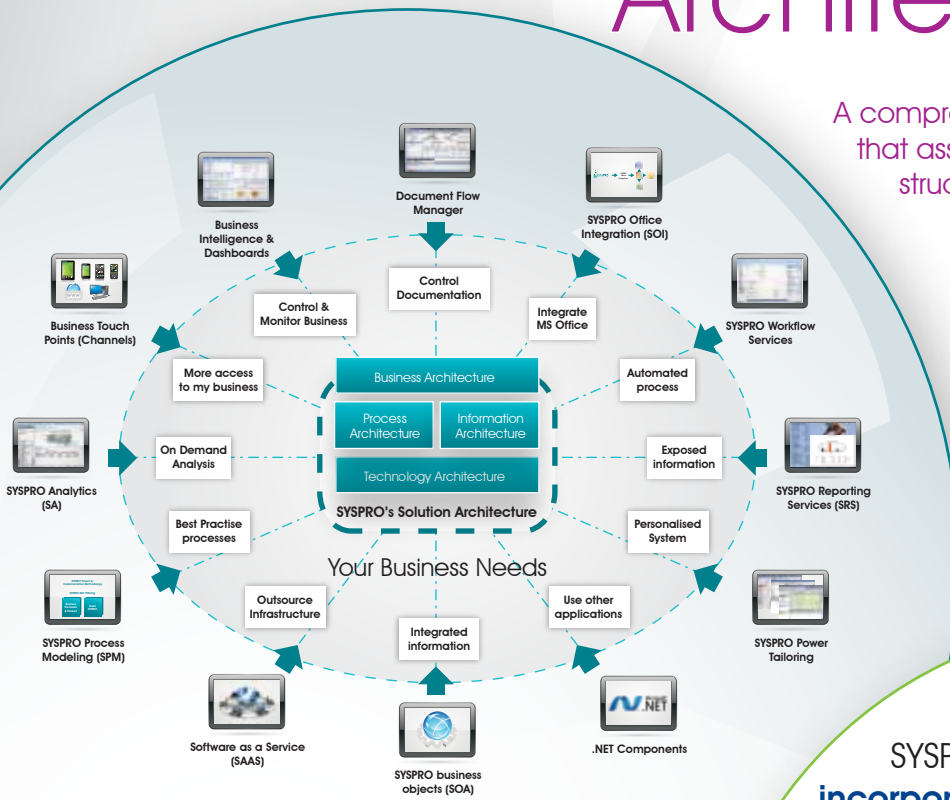 Archite
A compre
that ass
struc
Document Flow
Manager
Business
Intelligence &
Dashboards
SYSPRO Office
Integration (SOI)
Business Touch
Points (Channels)
SYSPRO Workflow
Services
Control
Documentation
Control &
Monitor Business
Integrate
MS Office
More access
to my business
Automated
process
Business Architecture
Process
Architecture
Information
Architecture
Technology Architecture
SYSPRO's Solution Architecture
On Demand
Analysis
Exposed
information
SYSPRO Analytics
(SA)
SYSPRO Reporting
Services (SRS)
Best Practise
processes
Personalised
System
Your Business Needs
SYSPRO Process
Modeling (SPM)
SYSPRO Power
Tailoring
Outsource
Infrastructure
Use other
applications
Integrated
information
Software as a Service
(SAAS)
SYSPRO business
objects (SOA)
.NET
.NET Components
SYSP
incorpor